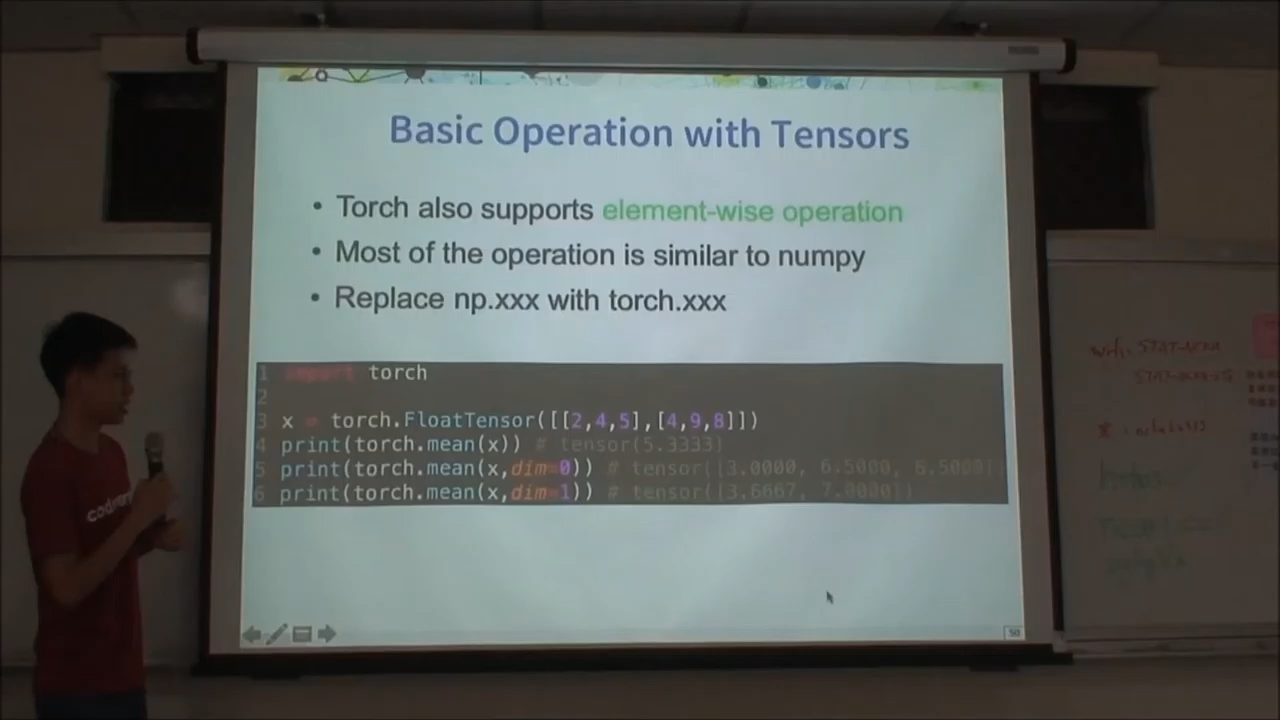 Basic Operation with Tensors
• Torch also supports element-wise operation
• Most of the operation is similar to numpy
• Replace np.xxx with torch.xxx
1 import torch
2
3 x = torch.FloatTensor([[2,4,5],[4,9,8]])
4 print(torch.mean(x)) # tensor(5.3333)
5 print(torch.mean(x,dim=0)) # tensor([3.0000, 6.5000, 6.5000])
6 print(torch.mean(x,dim=1)) # tensor([3.6667, 7.0000])
50